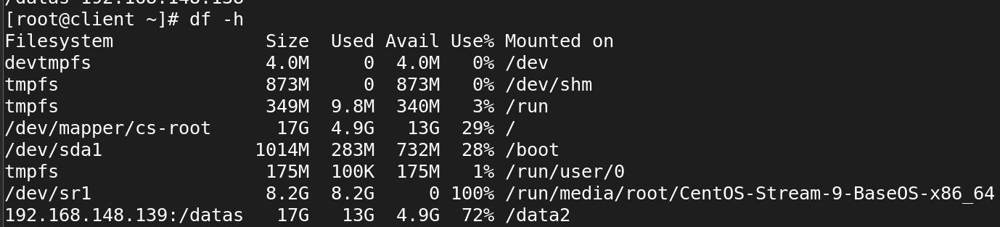 /datas 192.168.148.138
[root@client ~]# df -h
Filesystem              Size  Used Avail Use% Mounted on
devtmpfs                4.0M     0  4.0M   0% /dev
tmpfs                   873M     0  873M   0% /dev/shm
tmpfs                   349M  9.8M  340M   3% /run
/dev/mapper/cs-root      17G  4.9G   13G  29% /
/dev/sda1              1014M  283M  732M  28% /boot
tmpfs                   175M  100K  175M   1% /run/user/0
/dev/sr1                8.2G  8.2G     0 100% /run/media/root/CentOS-Stream-9-BaseOS-x86_64
192.168.148.139:/datas   17G   13G  4.9G  72% /data2